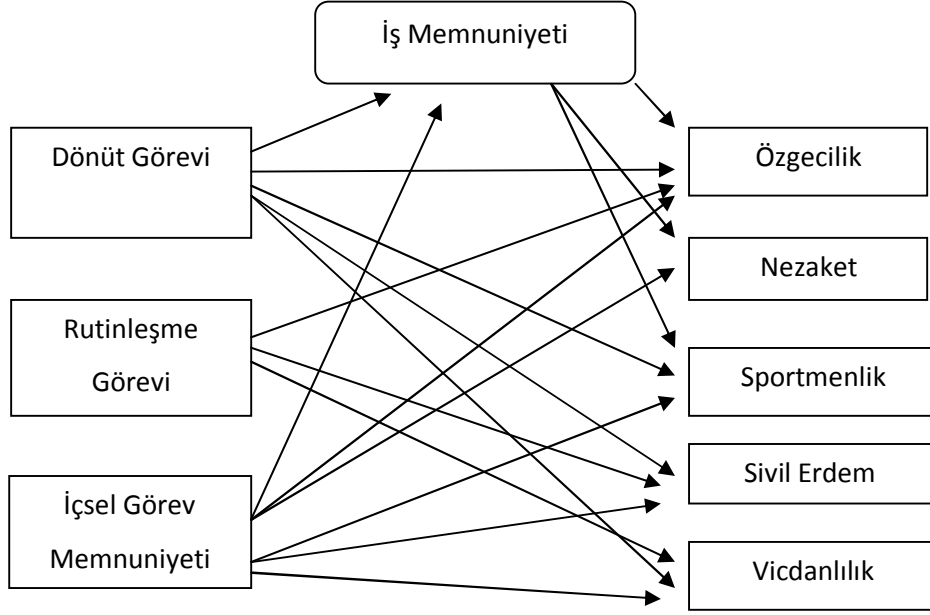 İş Memnuniyeti
Dönüt Görevi
Rutinleşme
Görevi
İçsel Görev
Memnuniyeti
Özgecilik
Nezaket
Sportmenlik
Sivil Erdem
Vicdanlılık